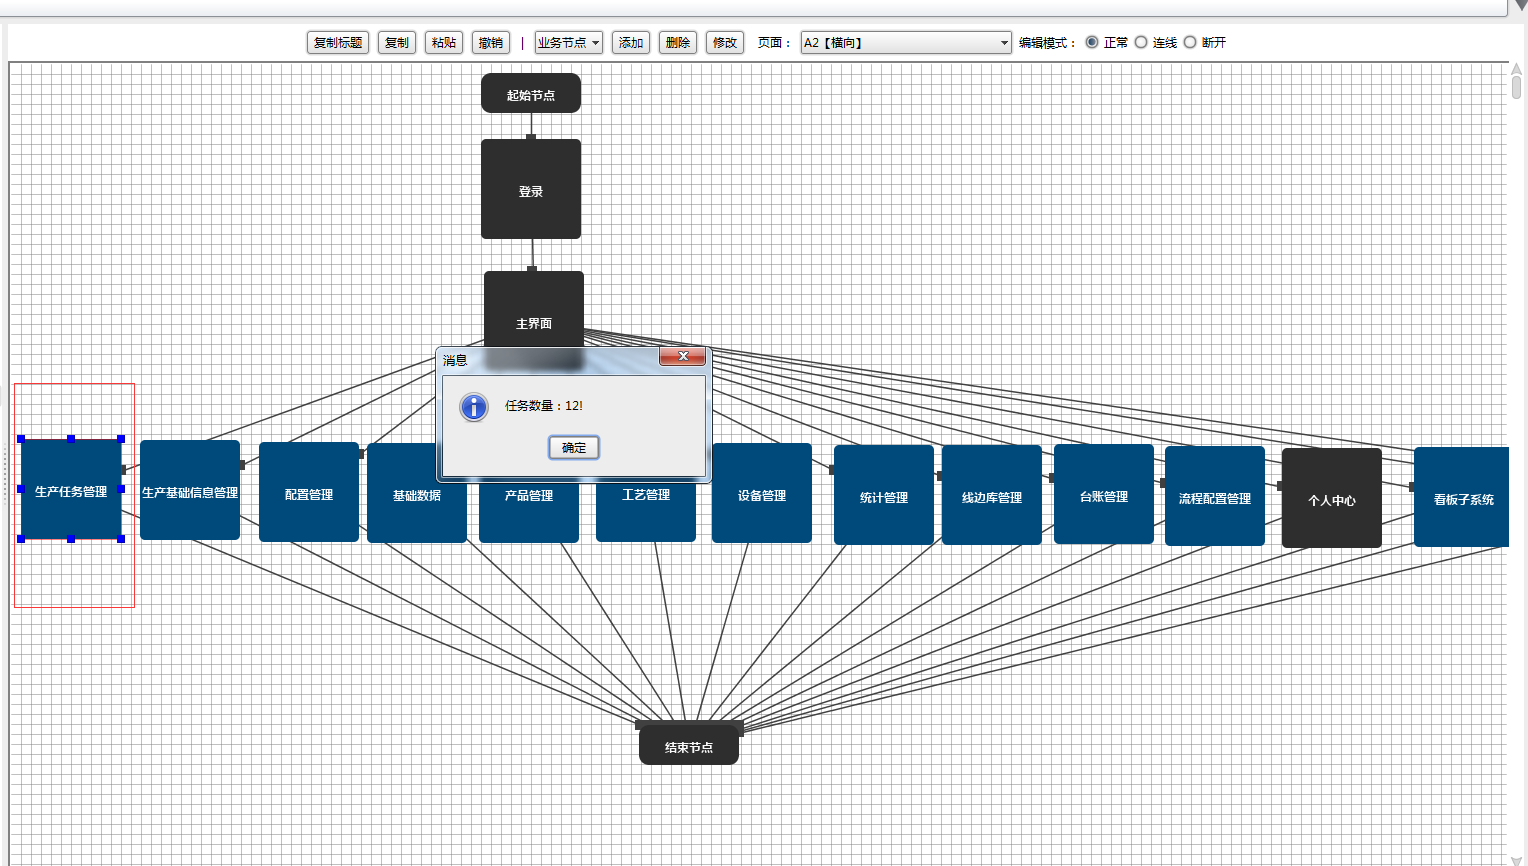 复制标题 复制 粘贴 撤销 | 业务节点 添加 删除 修改 页面： A2【横向】 编辑模式： 正常 连线 断开
起始节点
登录
主界面
消息
任务数量：12!
确定
生产任务管理 生产基础信息管理 配置管理 基础数据 产品管理 工艺管理 设备管理 统计管理 线边库管理 台账管理 流程配置管理 个人中心 看板子系统
结束节点